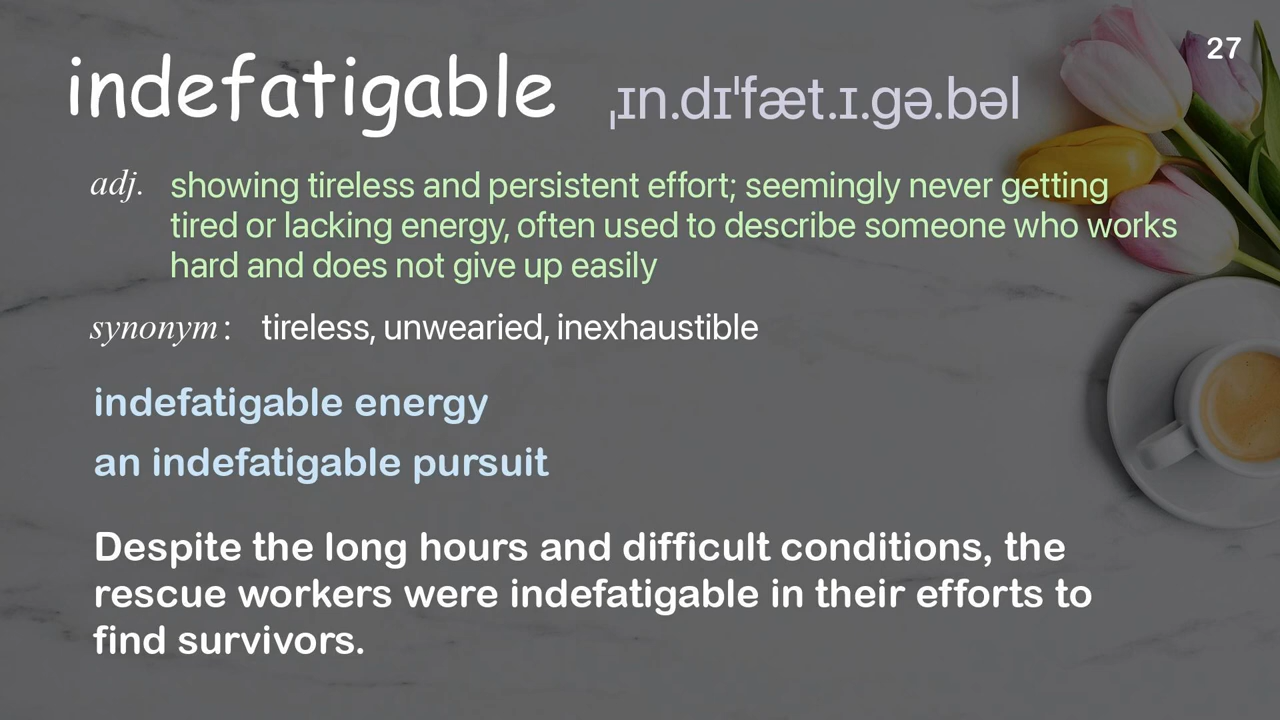 27
indefatigable ˌɪn.dɪˈfæt.ɪ.gə.bəl
adj. showing tireless and persistent effort; seemingly never getting
tired or lacking energy, often used to describe someone who works
hard and does not give up easily
synonym: tireless, unwearied, inexhaustible
indefatigable energy
an indefatigable pursuit
Despite the long hours and difficult conditions, the
rescue workers were indefatigable in their efforts to
find survivors.